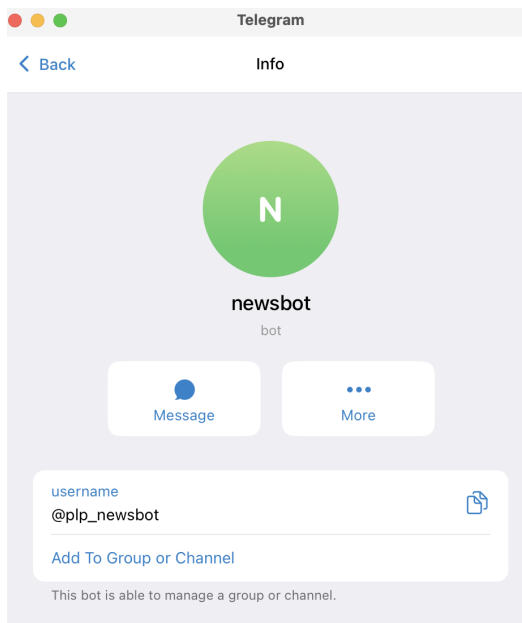 Telegram
Back
Info
N
newsbot
bot
Message
More
username
@plp_newsbot
Add To Group or Channel
This bot is able to manage a group or channel.